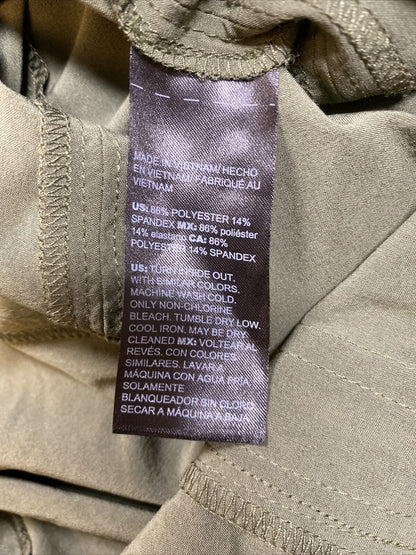 MADE IN VIETNAM/ HECHO
EN VIETNAM/ FABRIQUE AU
VIETNAM
US: 86% POLYESTER 14%
SPANDEX MX: 86% poliéster
14% elastano CA: 86%
POLYESTER 14% SPANDEX
US: TURN INSIDE OUT.
WITH SIMILAR COLORS.
MACHINE WASH COLD.
ONLY NON-CHLORINE
BLEACH. TUMBLE DRY LOW.
COOL IRON. MAY BE DRY
CLEANED MX: VOLTEAR AL
REVÉS. CON COLORES
SIMILARES. LAVAR A
MÁQUINA CON AGUA FRÍA
SOLAMENTE
BLANQUEADOR SIN CLORO
SECAR A MÁQUINA A BAJA